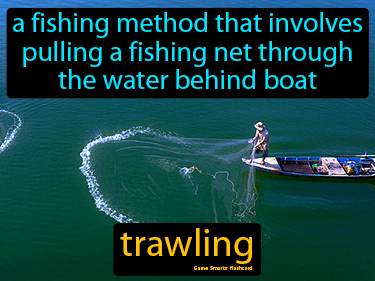 a fishing method that involves
pulling a fishing net through
the water behind boat
trawling
Game Smartz flashcard